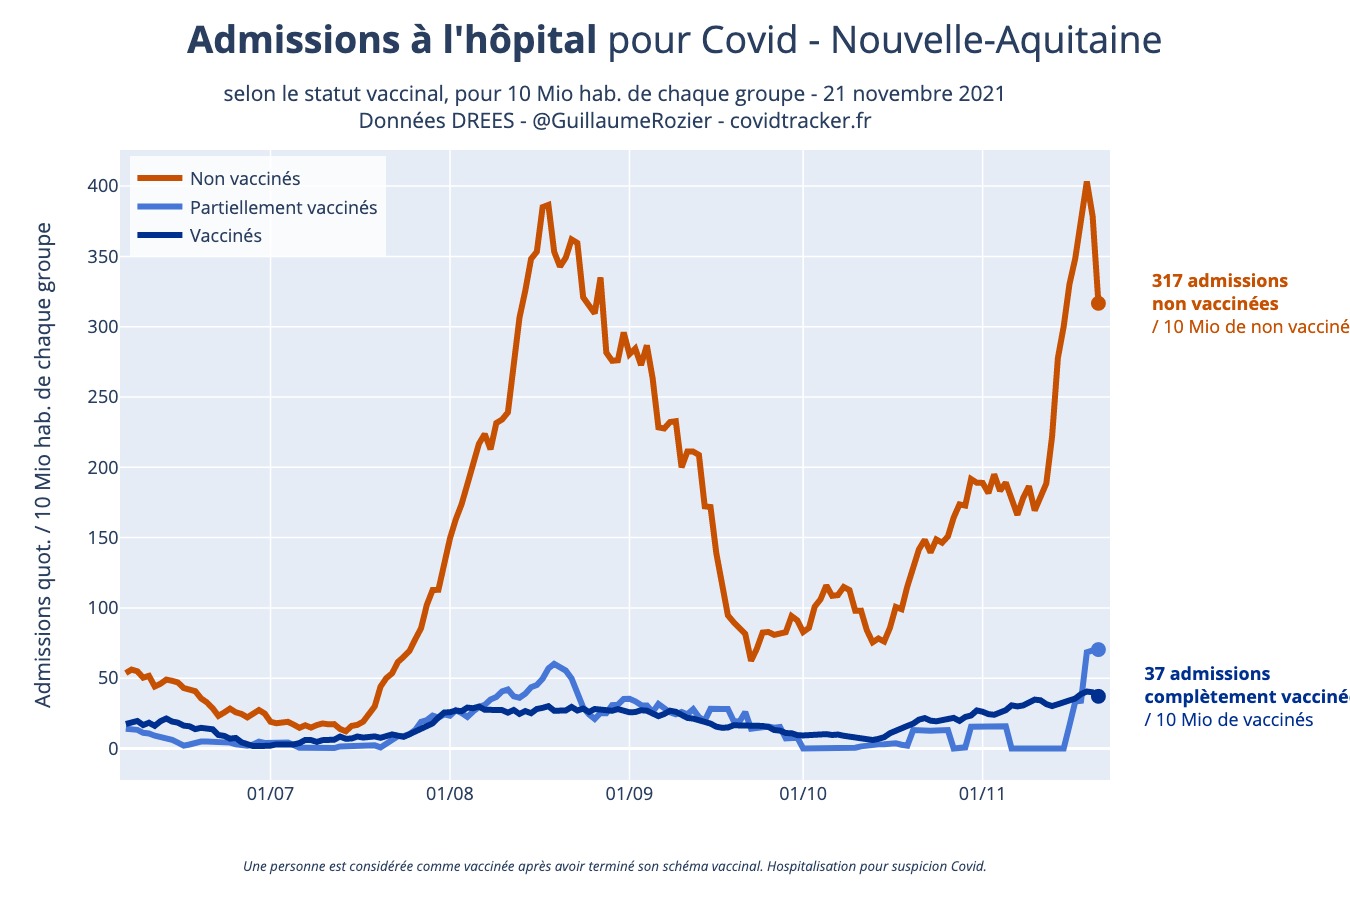 Admissions à l'hôpital pour Covid - Nouvelle-Aquitaine
selon le statut vaccinal, pour 10 Mio hab. de chaque groupe - 21 novembre 2021
Données DREES - @GuillaumeRozier - covidtracker.fr
Non vaccinés
Partiellement vaccinés
Vaccinés
Admissions quot. / 10 Mio hab. de chaque groupe
400
350
300
250
200
150
100
50
0
01/07
01/08
01/09
01/10
01/11
317 admissions
non vaccinées
/ 10 Mio de non vacciné
37 admissions
complètement vacciné
/ 10 Mio de vaccinés
Une personne est considérée comme vaccinée après avoir terminé son schéma vaccinal. Hospitalisation pour suspicion Covid.